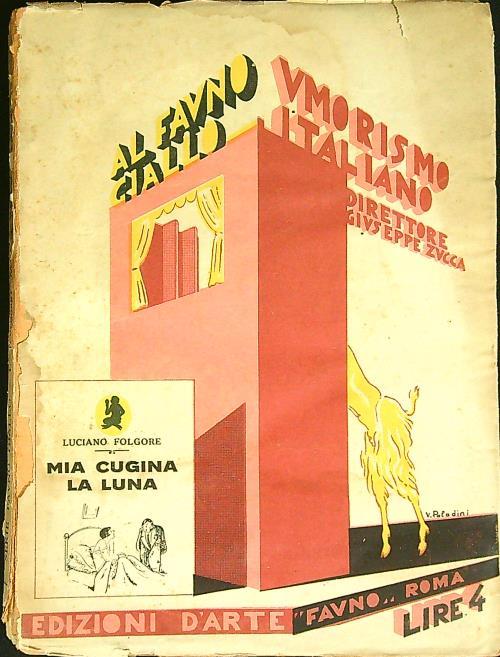 AL FAVNO
GIALLO
VMORISMO
ITALIANO
DIRETTORE
GIVSEPPE ZVCCA
LUCIANO FOLGORE
MIA CUGINA
LA LUNA
V. Paladini
EDIZIONI D'ARTE "FAVNO" ROMA
LIRE 4